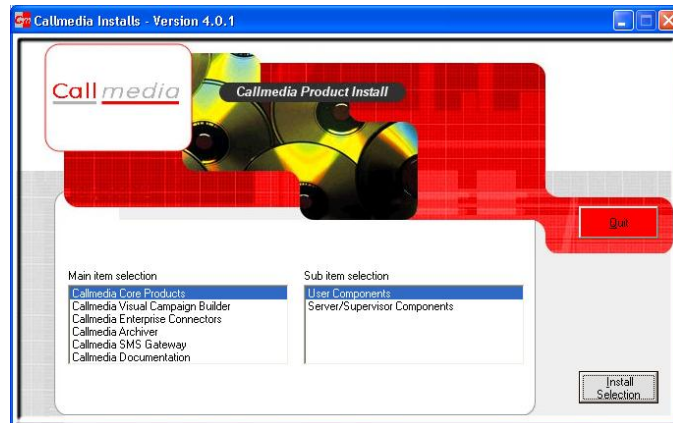 Callmedia Installs - Version 4.0.1
Callmedia
Callmedia Product Install
Quit
Main item selection
Sub item selection
Callmedia Core Products
Callmedia Visual Campaign Builder
Callmedia Enterprise Connectors
Callmedia Archiver
Callmedia SMS Gateway
Callmedia Documentation
User Components
Server/Supervisor Components
Install
Selection